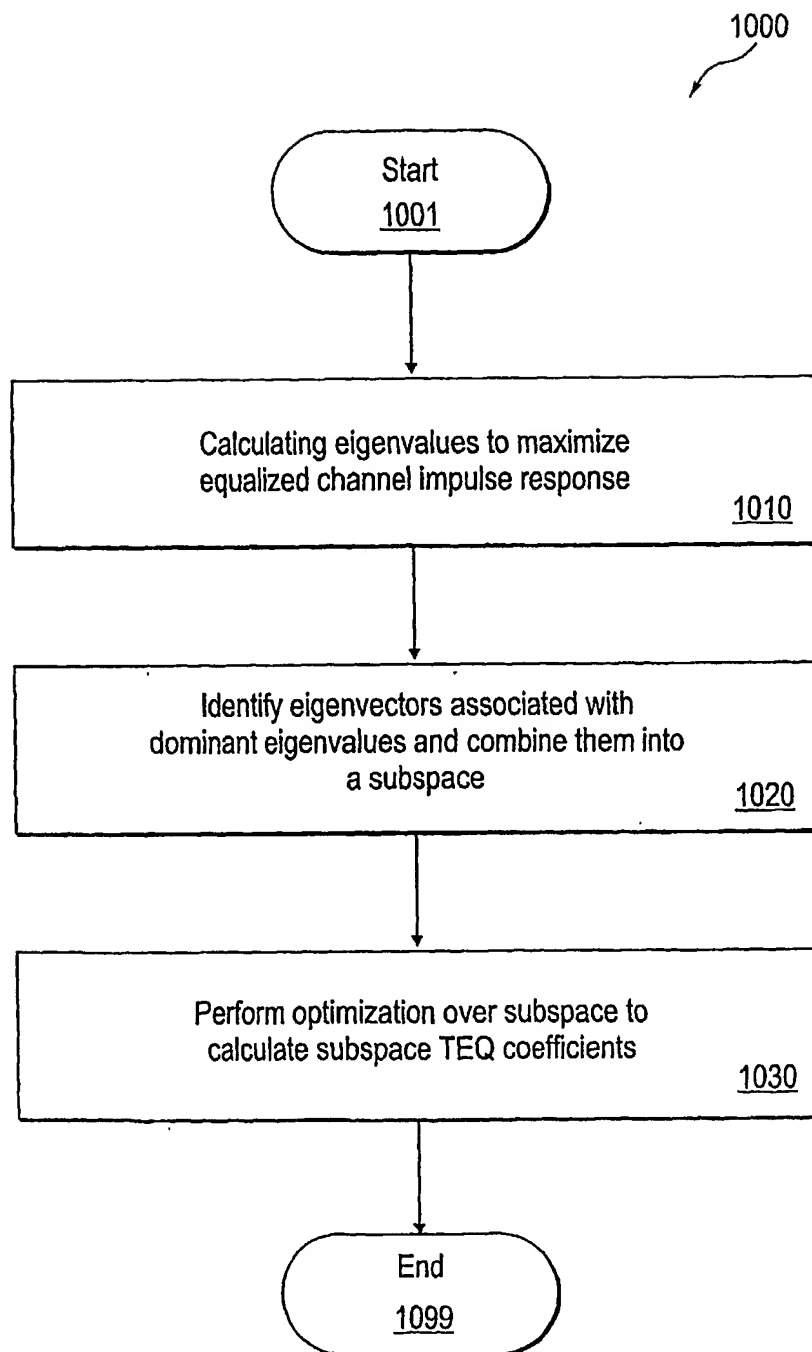 1000
Start
1001
Calculating eigenvalues to maximize
equalized channel impulse response
1010
Identify eigenvectors associated with
dominant eigenvalues and combine them into
a subspace
1020
Perform optimization over subspace to
calculate subspace TEQ coefficients
1030
End
1099